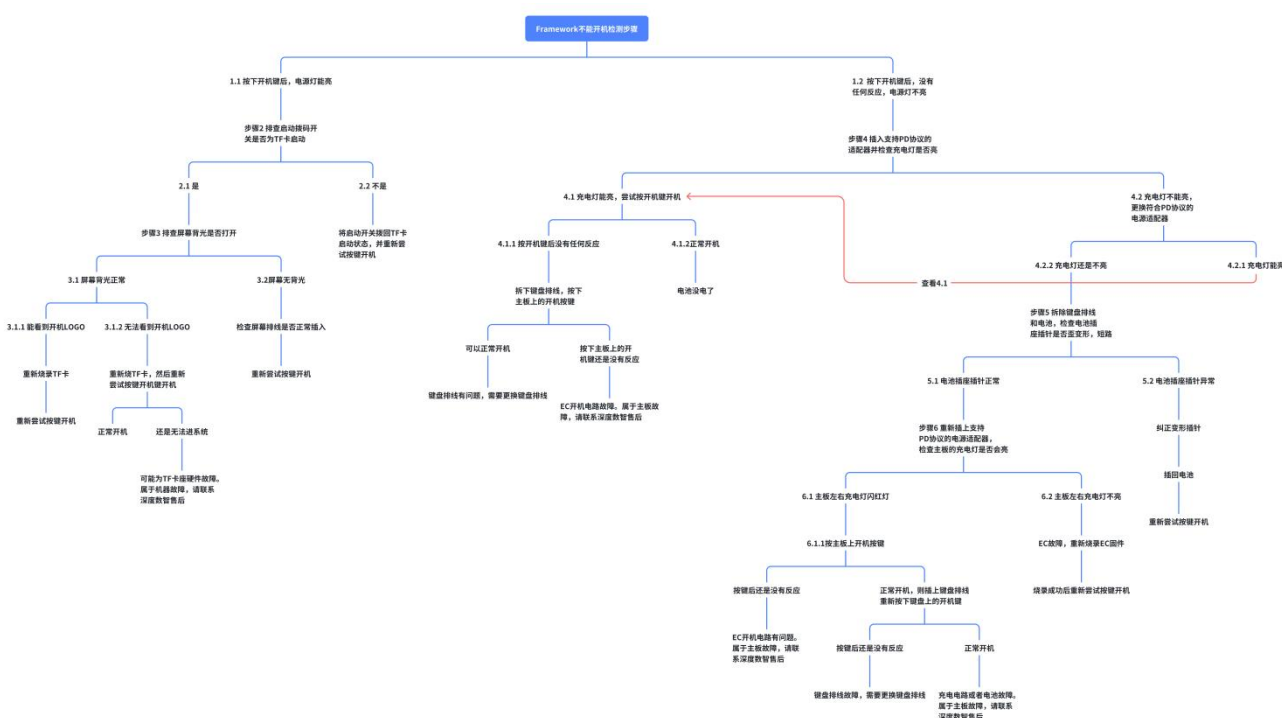 Framework不能开机检测步骤
1.1 按下开机键后，电源灯能亮
1.2 按下开机键后，没有
任何反应，电源灯不亮
步骤2 排查启动拨码开
关是否为TF卡启动
步骤4 插入支持PD协议的
适配器并检查充电灯是否亮
2.1 是
2.2 不是
4.1 充电灯能亮，尝试按开机键开机
4.2 充电灯不能亮，
更换符合PD协议的
电源适配器
步骤3 排查屏幕背光是否打开
将启动开关拨回TF卡
启动状态，并重新尝
试按键开机
4.1.1 按开机键后没有任何反应
4.1.2正常开机
4.2.2 充电灯还是不亮
4.2.1 充电灯能亮
查看4.1
3.1 屏幕背光正常
3.2屏幕无背光
拆下键盘排线，按下
主板上的开机按键
电池没电了
步骤5 拆除键盘排线
和电池，检查电池插
座插针是否歪变形，短路
3.1.1 能看到开机LOGO
3.1.2 无法看到开机LOGO
检查屏幕排线是否正常插入
可以正常开机
按下主板上的开
机键还是没有反应
重新烧录TF卡
重新烧TF卡，然后重新
尝试按键开机键开机
重新尝试按键开机
5.1 电池插座插针正常
5.2 电池插座插针异常
键盘排线有问题，需要更换键盘排线
EC开机电路故障。属于主板故
障，请联系深度数智售后
重新尝试按键开机
正常开机
还是无法进系统
步骤6 重新插上支持
PD协议的电源适配器，
检查主板的充电灯是否会亮
纠正变形插针
可能为TF卡座硬件故障。
属于机器故障，请联系
深度数智售后
插回电池
6.1 主板左右充电灯闪红灯
6.2 主板左右充电灯不亮
重新尝试按键开机
6.1.1按主板上开机按键
EC故障，重新烧录EC固件
按键后还是没有反应
正常开机，则插上键盘排线
重新按下键盘上的开机键
烧录成功后重新尝试按键开机
EC开机电路有问题。
属于主板故障，请联
系深度数智售后
按键后还是没有反应
正常开机
键盘排线故障，需要更换键盘排线
充电电路或者电池故障。
属于主板故障，请联系
深度数智售后